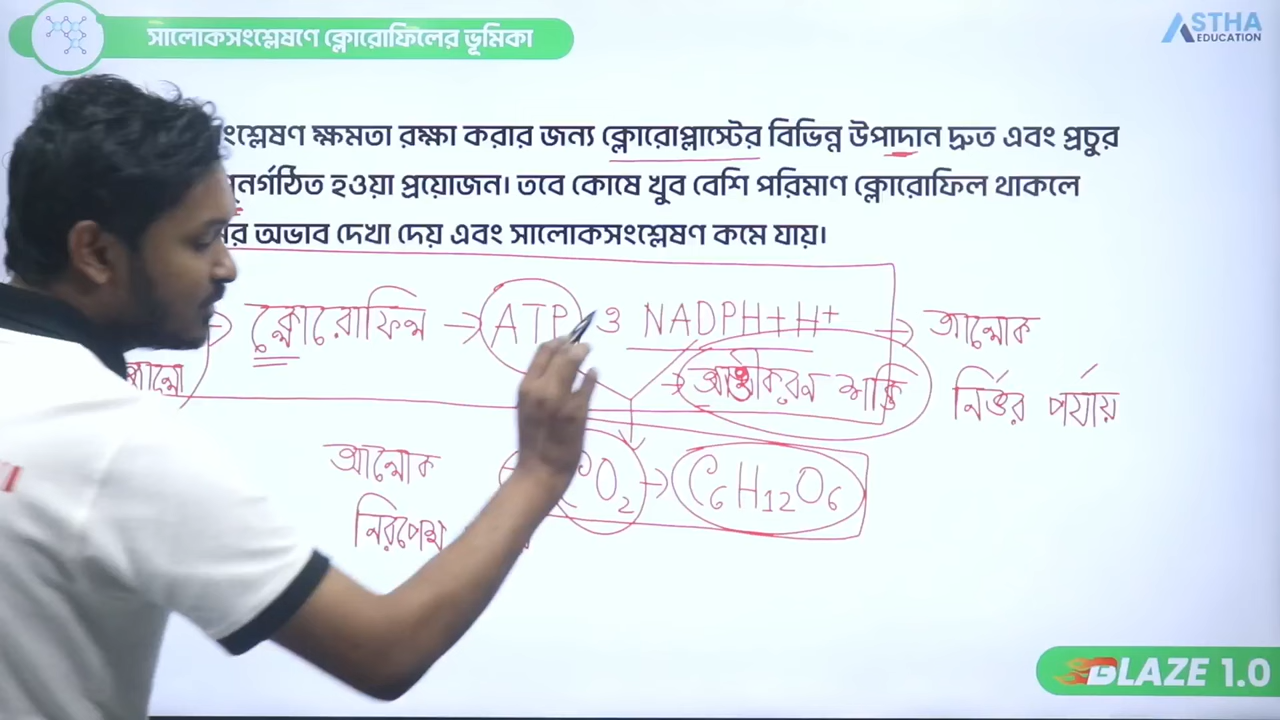 সালোকসংশ্লেষণে ক্লোরোফিলের ভূমিকা
ASTHA
EDUCATION
ংশ্লেষণ ক্ষমতা রক্ষা করার জন্য ক্লোরোপ্লাস্টের বিভিন্ন উপাদান দ্রুত এবং প্রচুর
পুনর্গঠিত হওয়া প্রয়োজন। তবে কোষে খুব বেশি পরিমাণ ক্লোরোফিল থাকলে
অভাব দেখা দেয় এবং সালোকসংশ্লেষণ কমে যায়।
ক্লোরোফিল → ATP ও NADPH + H+ → আলোক
আলো → আত্তীকরণ শক্তি নির্ভর পর্যায়
আলোক CO2 → C6H12O6
নিরপেক্ষ
BLAZE 1.0